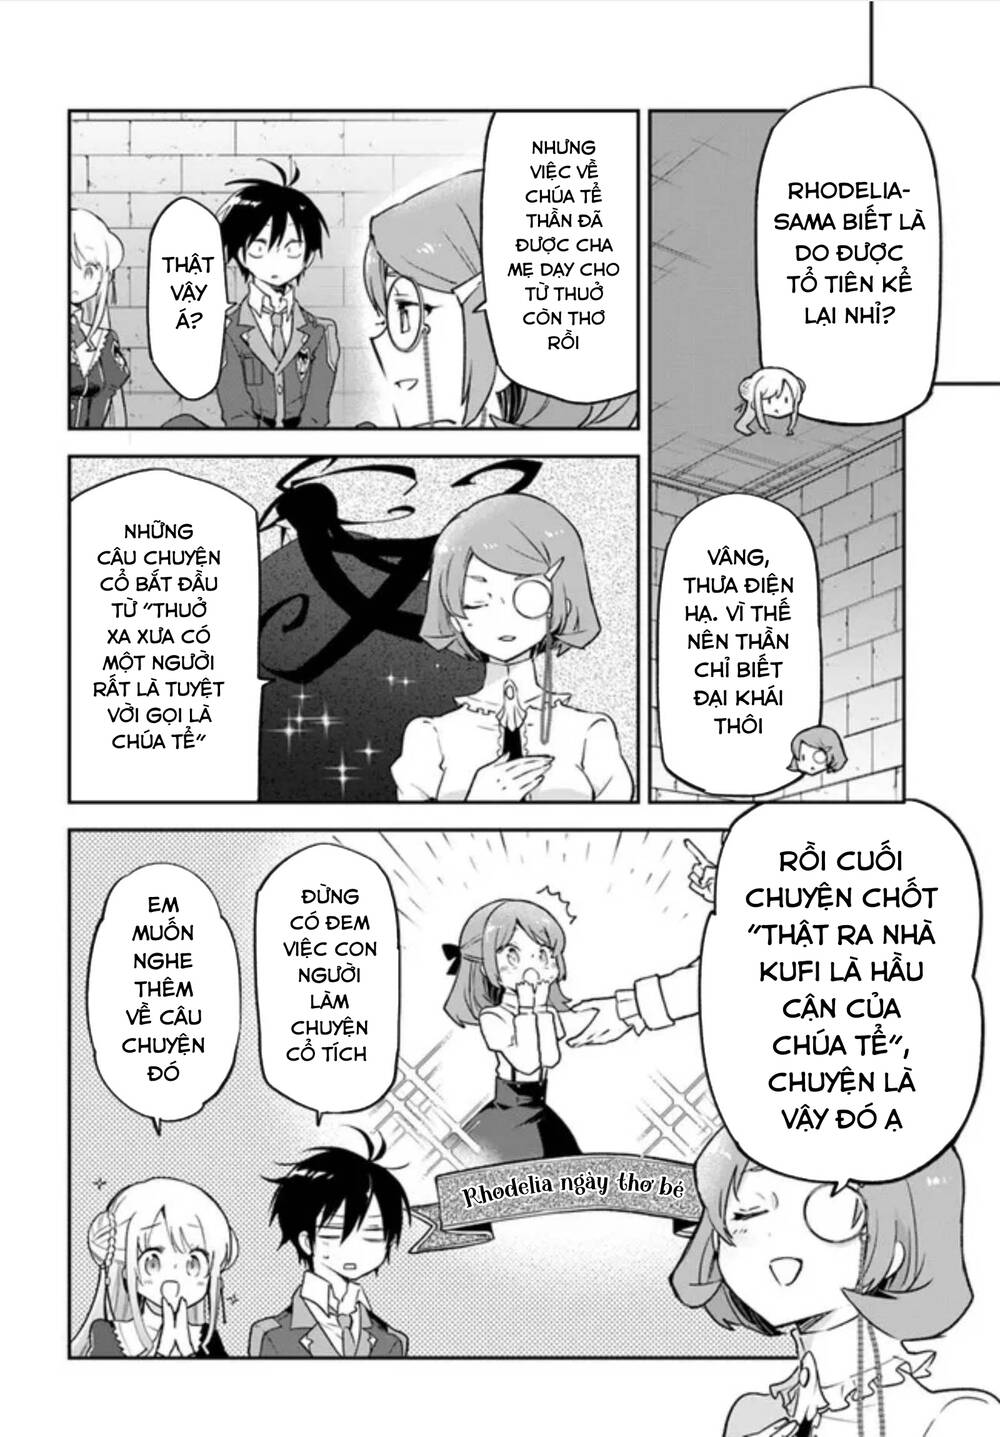 RHODELIA-
SAMA BIẾT LÀ
DO ĐƯỢC
TỔ TIÊN KỂ
LẠI NHỈ?
VÂNG,
THƯA ĐIỆN
HẠ. VÌ THẾ
NÊN THẦN
CHỈ BIẾT
ĐẠI KHÁI
THÔI
NHƯNG
VIỆC VỀ
CHÚA TỂ
THẦN ĐÃ
ĐƯỢC CHA
MẸ DẠY CHO
TỪ THUỞ
CÒN THƠ
RỒI
THẬT
VẬY
Á?
NHỮNG
CÂU CHUYỆN
CỔ BẮT ĐẦU
TỪ "THUỞ
XA XƯA CÓ
MỘT NGƯỜI
RẤT LÀ TUYỆT
VỜI GỌI LÀ
CHÚA TỂ"
RỒI CUỐI
CHUYỆN CHỐT
"THẬT RA NHÀ
KUFI LÀ HẦU
CẬN CỦA
CHÚA TỂ",
CHUYỆN LÀ
VẬY ĐÓ Ạ
Rhodelia ngày thơ bé
ĐỪNG
CÓ ĐEM
VIỆC CON
NGƯỜI
LÀM
CHUYỆN
CỔ TÍCH
EM
MUỐN
NGHE
THÊM
VỀ CÂU
CHUYỆN
ĐÓ